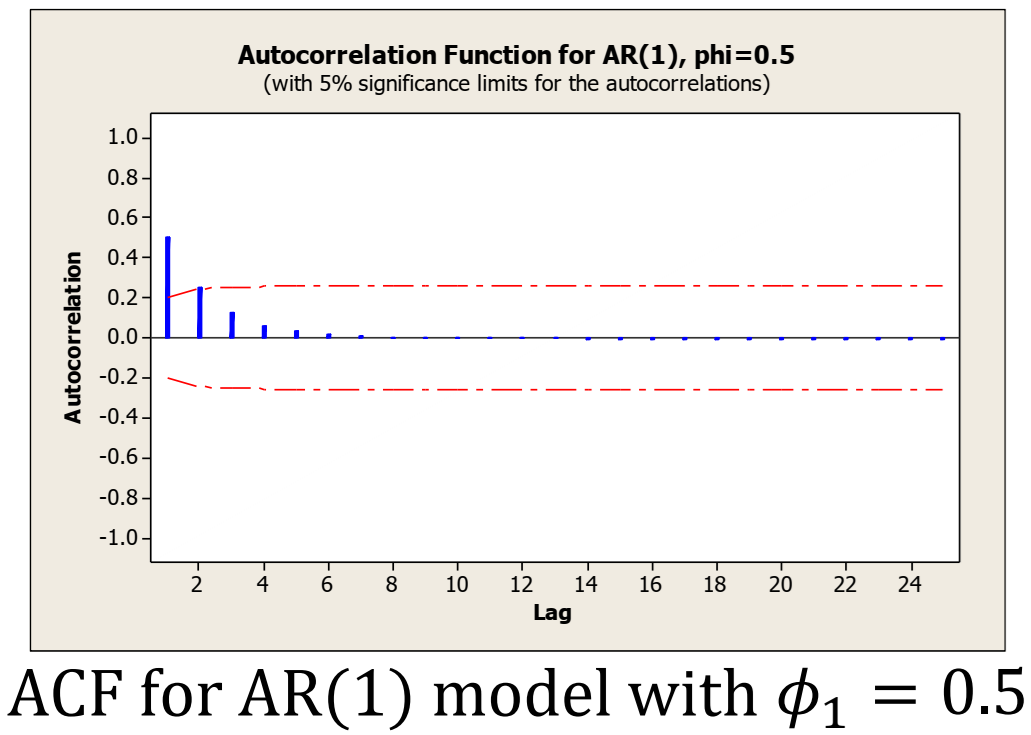 Autocorrelation Function for AR(1), phi=0.5
(with 5% significance limits for the autocorrelations)
1.0
0.8
0.6
0.4
0.2
0.0
-0.2
-0.4
-0.6
-0.8
-1.0
Autocorrelation
2 4 6 8 10 12 14 16 18 20 22 24
Lag
ACF for AR(1) model with ϕ₁ = 0.5